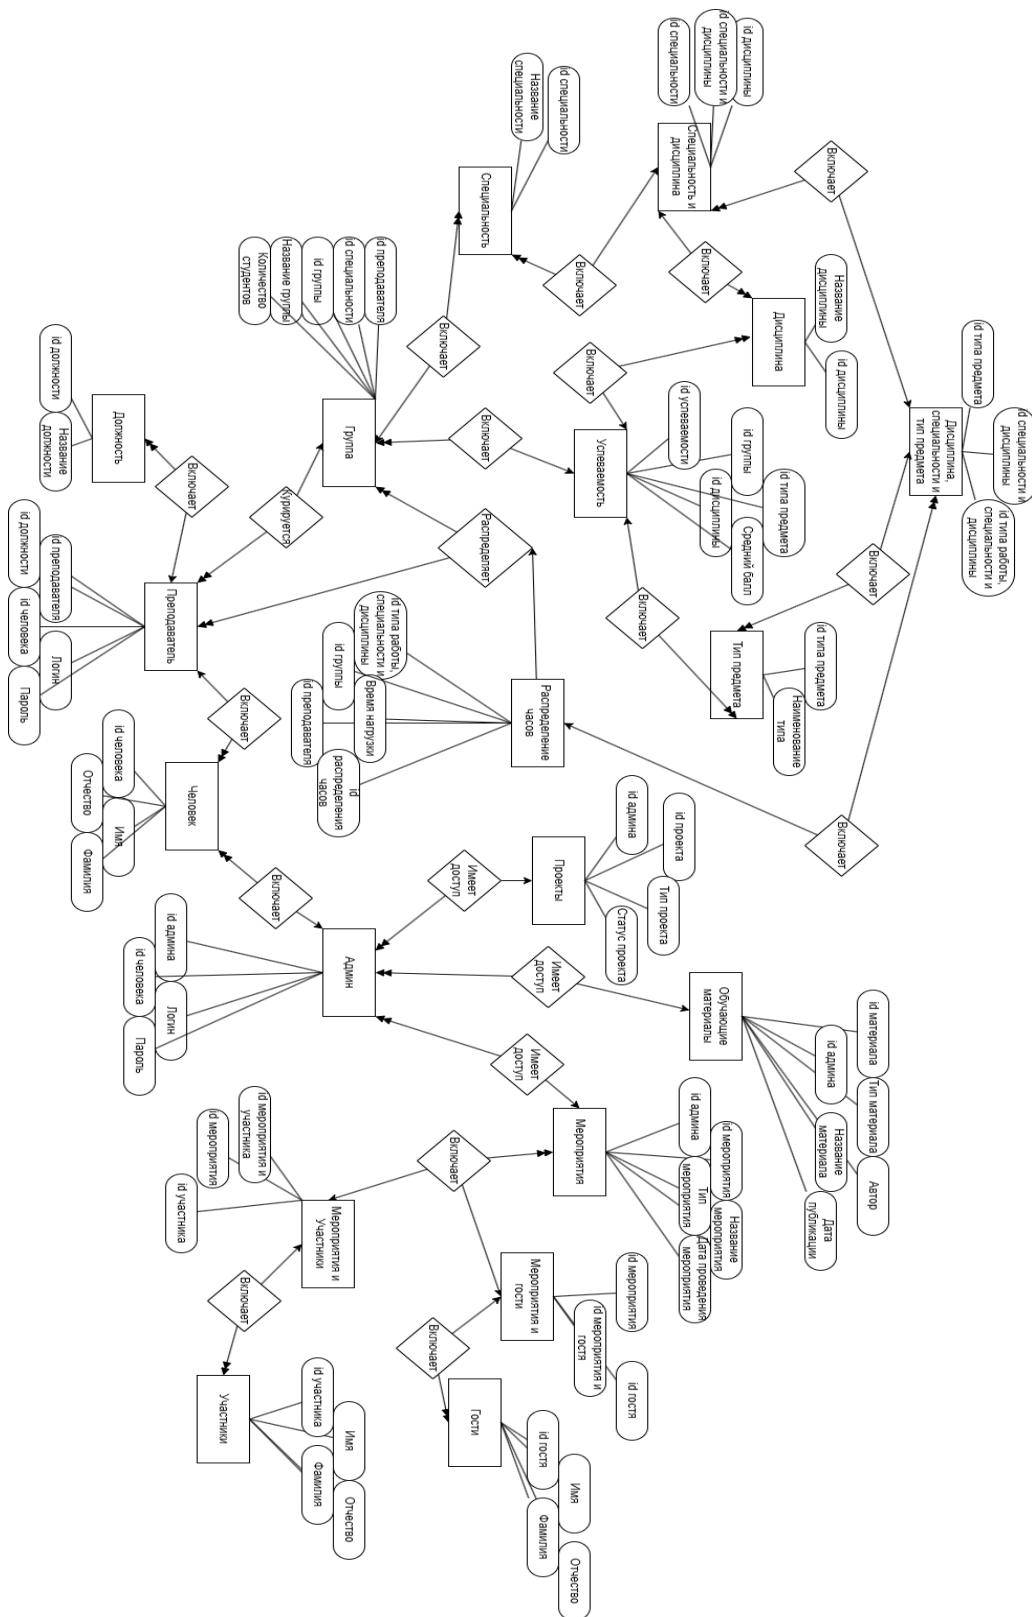 id дисциплины
id специальности и
дисциплины
id специальности
Специальность и
дисциплина
Включает
id специальности
Название
специальности
Специальность
Включает
Включает
Название
дисциплины
id дисциплины
Дисциплина
Включает
id специальности и
дисциплины
id типа предмета
id типа работы,
специальности и
дисциплины
Дисциплина,
специальности и
тип предмета
Включает
id типа предмета
Наименование
типа
Тип предмета
Включает
id успеваемости
id группы
id типа предмета
id дисциплины
Средний балл
Успеваемость
Включает
Включает
id преподавателя
id специальности
id группы
Название группы
Количество
студентов
Группа
Курируется
Распределяет
id должности
Название
должности
Должность
Включает
Преподаватель
id преподавателя
id должности
id человека
Логин
Пароль
Включает
Распределение
часов
id типа работы,
специальности и
дисциплины
Время нагрузки
id группы
id преподавателя
id
распределения
часов
Включает
Человек
id человека
Имя
Отчество
Фамилия
Включает
Админ
id админа
id человека
Логин
Пароль
Имеет
доступ
Проекты
id админа
id проекта
Тип проекта
Статус проекта
Имеет
доступ
Обучающие
материалы
id материала
id админа
Тип материала
Название
материала
Автор
Дата
публикации
Имеет
доступ
Мероприятия
id админа
id мероприятия
Тип
мероприятия
Название
мероприятия
Дата проведения
мероприятия
Включает
Мероприятия и
Участники
id мероприятия и
участника
id мероприятия
id участника
Включает
Участники
id участника
Имя
Фамилия
Отчество
Мероприятия и
гости
id мероприятия
id мероприятия и
гостя
id гостя
Включает
Гости
id гостя
Имя
Фамилия
Отчество